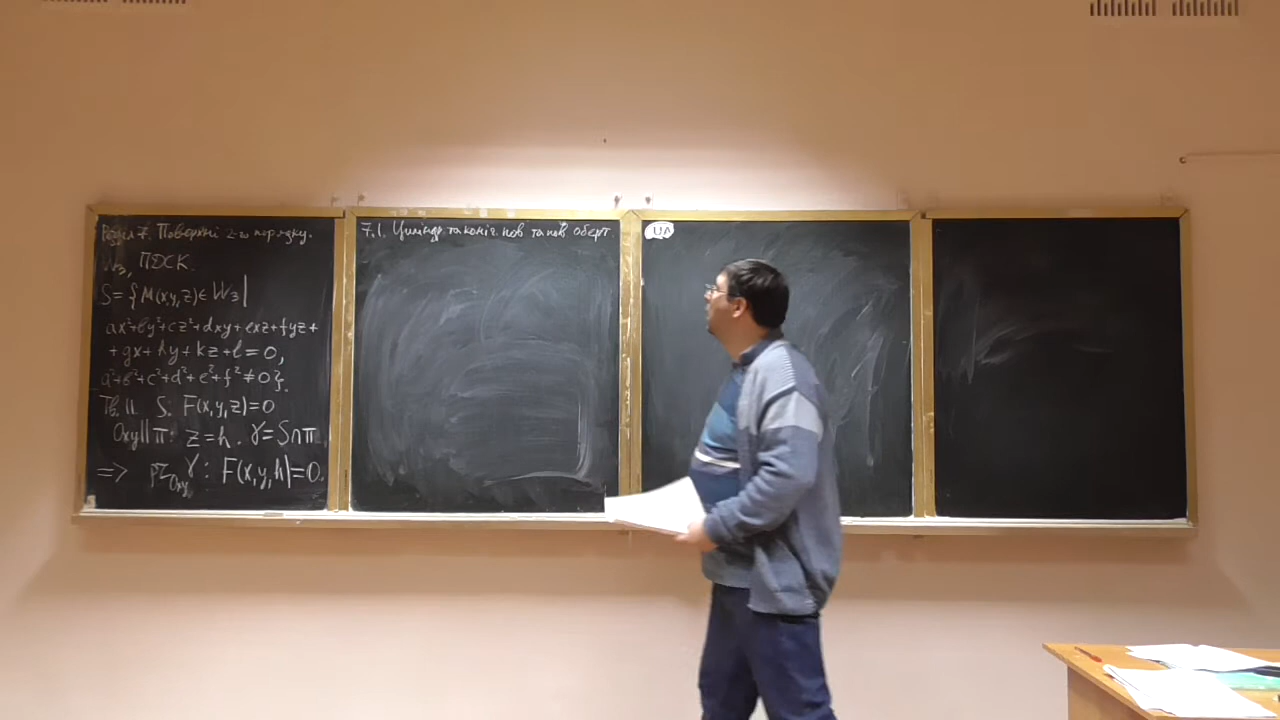 Розділ 7. Поверхні 2-го порядку.
W₃, ПДСК.
S={M(x,y,z)∈W₃|
ax²+by²+cz²+dxy+exz+fyz+
+gx+hy+kz+l=0,
a²+b²+c²+d²+e²+f²≠0}.
Тв. 11. S: F(x,y,z)=0
Oxy||π: z=h. γ=S∩π
=> pr_Oxy γ: F(x,y,h)=0.
7.1. Циліндр. та коніч. пов та пов оберт.
UA